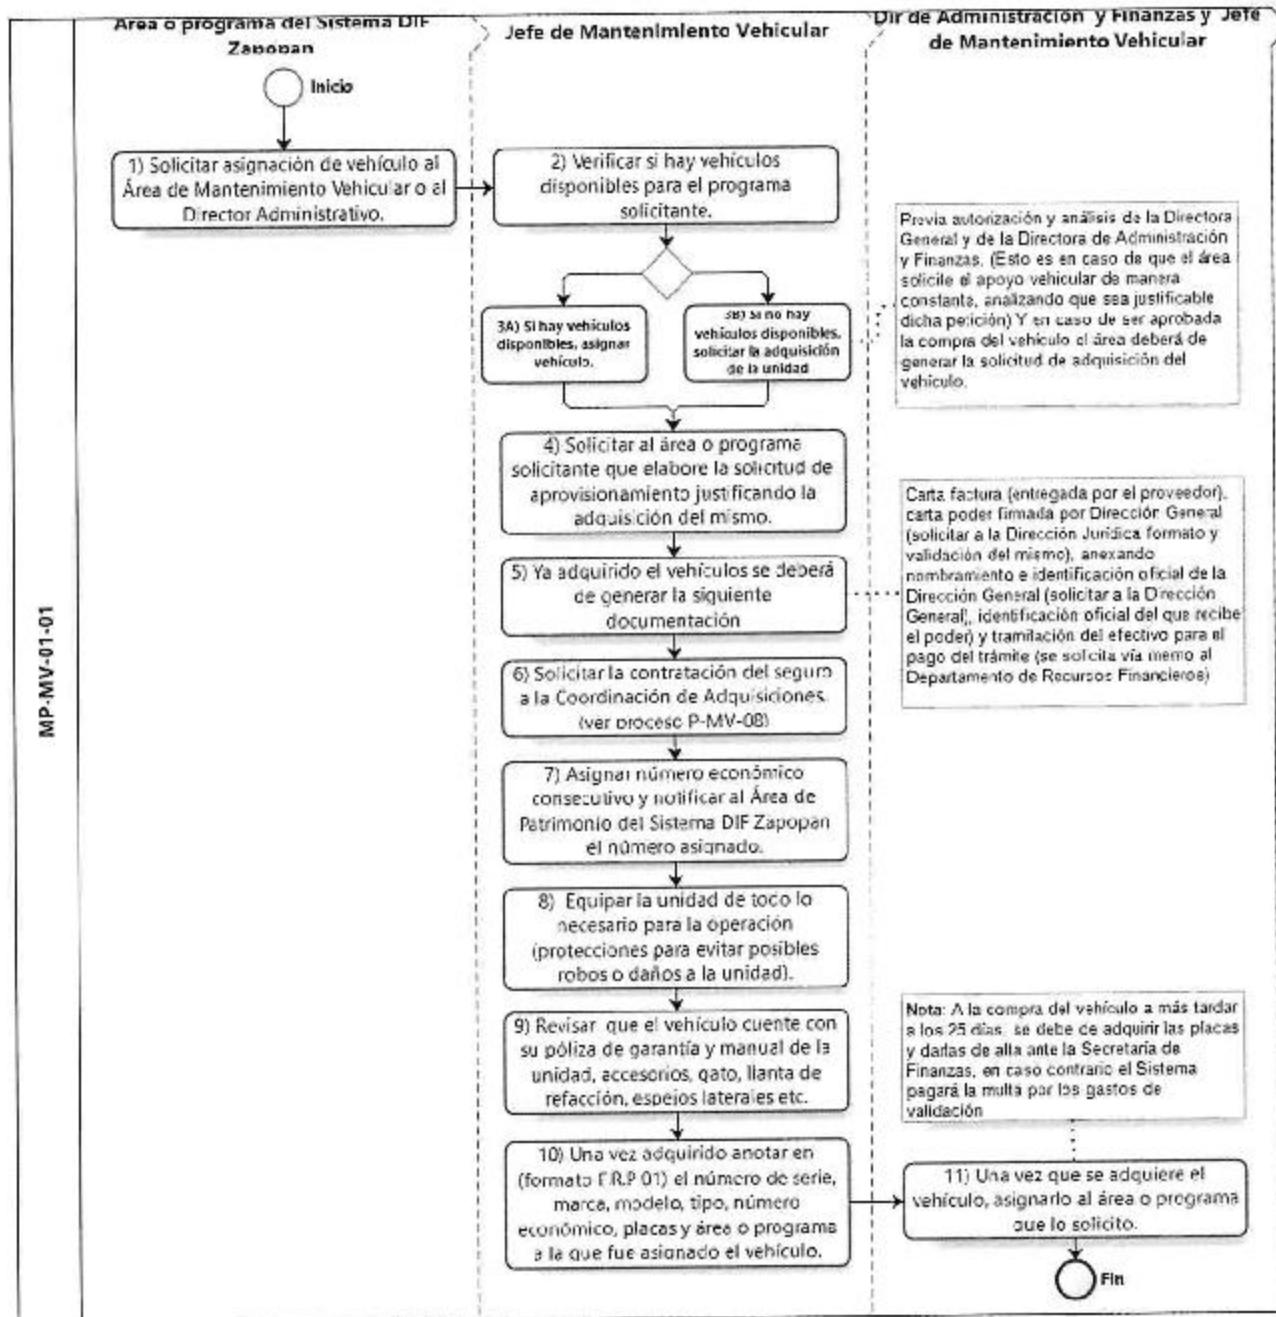 Área o programa del Sistema DIF
Zapopan
Jefe de Mantenimiento Vehicular
Dir de Administración y Finanzas y Jefe
de Mantenimiento Vehicular
MP-MV-01-01
Inicio
1) Solicitar asignación de vehículo al
Área de Mantenimiento Vehicular o al
Director Administrativo.
2) Verificar si hay vehículos
disponibles para el programa
solicitante.
3A) Si hay vehículos
disponibles, asignar
vehículo.
3B) Si no hay
vehículos disponibles,
solicitar la adquisición
de la unidad
Previa autorización y análisis de la Directora
General y de la Directora de Administración
y Finanzas. (Esto es en caso de que el área
solicite el apoyo vehicular de manera
constante, analizando que sea justificable
dicha petición) Y en caso de ser aprobada
la compra del vehículo el área deberá de
generar la solicitud de adquisición del
vehículo.
4) Solicitar al área o programa
solicitante que elabore la solicitud de
aprovisionamiento justificando la
adquisición del mismo.
5) Ya adquirido el vehículos se deberá
de generar la siguiente
documentación
Carta factura (entregada por el proveedor),
carta poder firmada por Dirección General
(solicitar a la Dirección Jurídica formato y
validación del mismo), anexando
nombramiento e identificación oficial de la
Dirección General (solicitar a la Dirección
General), identificación oficial del que recibe
el poder) y tramitación del efectivo para el
pago del trámite (se solicita vía memo al
Departamento de Recursos Financieros)
6) Solicitar la contratación del seguro
a la Coordinación de Adquisiciones.
(ver proceso P-MV-08)
7) Asignar número económico
consecutivo y notificar al Área de
Patrimonio del Sistema DIF Zapopan
el número asignado.
8) Equipar la unidad de todo lo
necesario para la operación
(protecciones para evitar posibles
robos o daños a la unidad).
9) Revisar que el vehículo cuente con
su póliza de garantía y manual de la
unidad, accesorios, gato, llanta de
refacción, espejos laterales etc.
Nota: A la compra del vehículo a más tardar
a los 25 días, se debe de adquirir las placas
y darlas de alta ante la Secretaría de
Finanzas, en caso contrario el Sistema
pagará la multa por los gastos de
validación
10) Una vez adquirido anotar en
(formato F.R.P 01) el número de serie,
marca, modelo, tipo, número
económico, placas y área o programa
a la que fue asignado el vehículo.
11) Una vez que se adquiere el
vehículo, asignarlo al área o programa
que lo solicito.
Fin